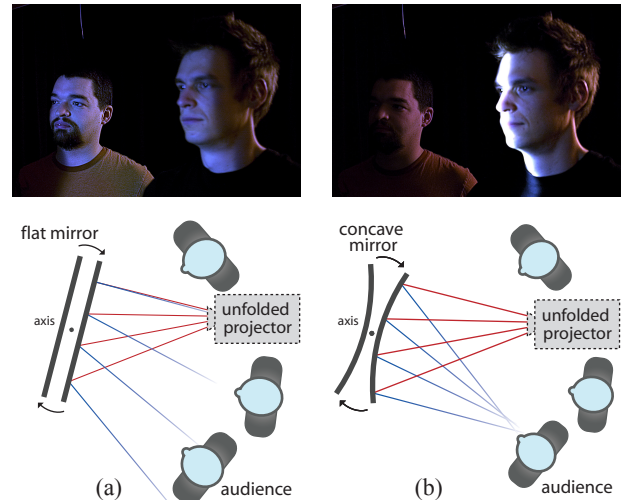 flat mirror
axis
unfolded
projector
(a)
audience
concave
mirror
axis
unfolded
projector
(b)
audience